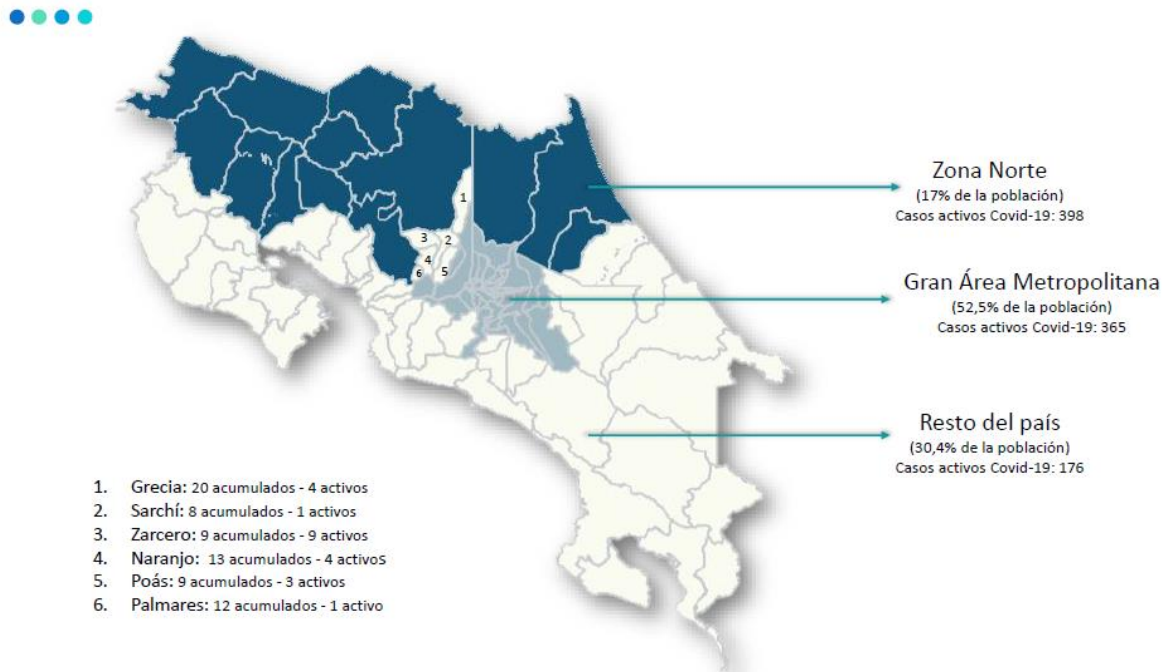 Zona Norte
(17% de la población)
Casos activos Covid-19: 398
Gran Área Metropolitana
(52,5% de la población)
Casos activos Covid-19: 365
Resto del país
(30,4% de la población)
Casos activos Covid-19: 176
1
3
2
4
5
6
1. Grecia: 20 acumulados - 4 activos
2. Sarchí: 8 acumulados - 1 activos
3. Zarcero: 9 acumulados - 9 activos
4. Naranjo: 13 acumulados - 4 activos
5. Poás: 9 acumulados - 3 activos
6. Palmares: 12 acumulados - 1 activo